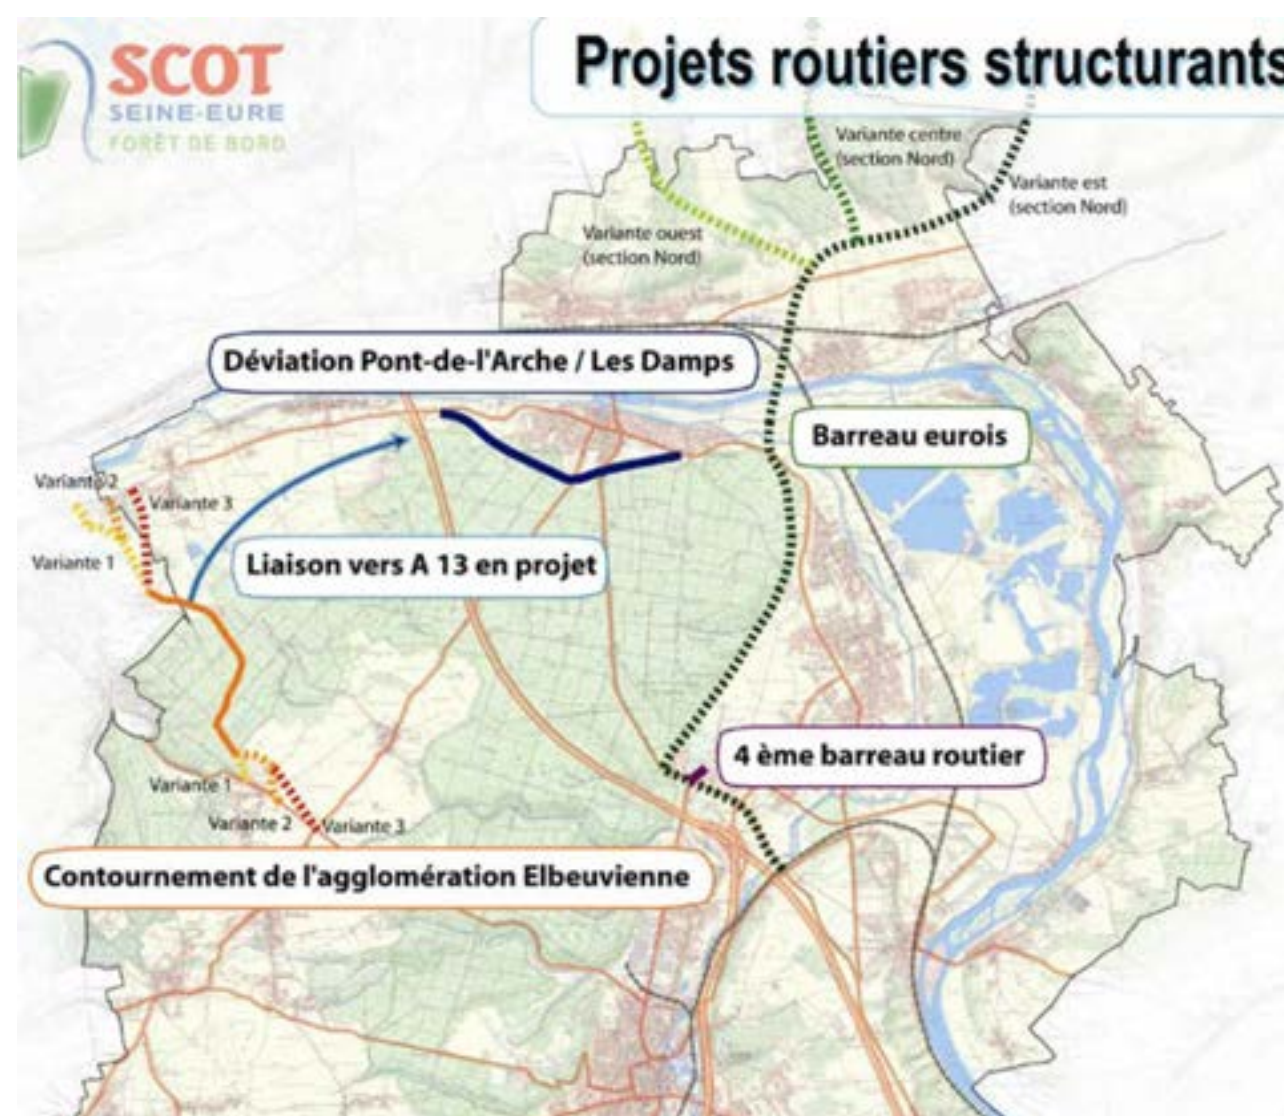 SCOT
SEINE-EURE
FORÊT DE BORD
Projets routiers structurants
Variante centre
(section Nord)
Variante est
(section Nord)
Variante ouest
(section Nord)
Déviation Pont-de-l'Arche / Les Damps
Barreau eurois
Variante 2
Variante 3
Variante 1
Liaison vers A 13 en projet
4 ème barreau routier
Variante 1
Variante 2
Variante 3
Contournement de l'agglomération Elbeuvienne